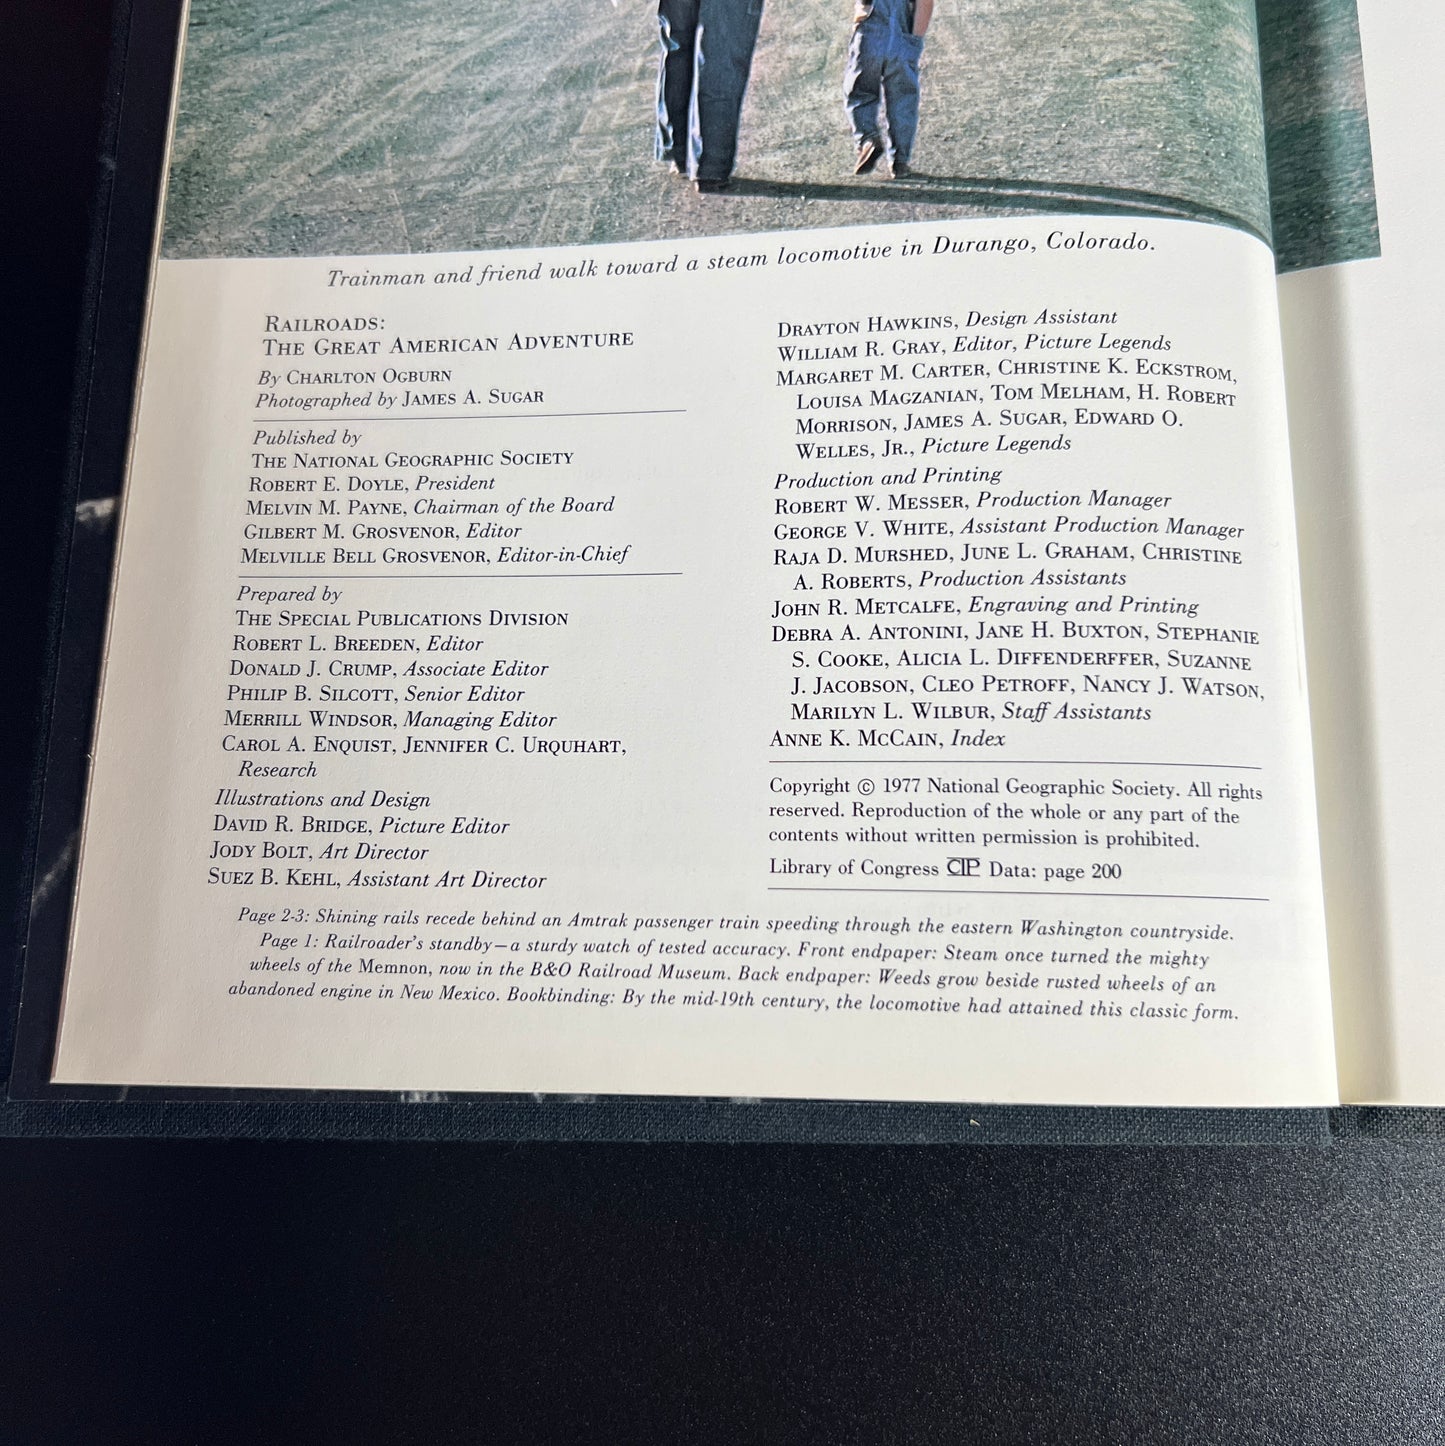 Trainman and friend walk toward a steam locomotive in Durango, Colorado.
RAILROADS:
THE GREAT AMERICAN ADVENTURE
By CHARLTON OGBURN
Photographed by JAMES A. SUGAR
Published by
THE NATIONAL GEOGRAPHIC SOCIETY
ROBERT E. DOYLE, President
MELVIN M. PAYNE, Chairman of the Board
GILBERT M. GROSVENOR, Editor
MELVILLE BELL GROSVENOR, Editor-in-Chief
Prepared by
THE SPECIAL PUBLICATIONS DIVISION
ROBERT L. BREEDEN, Editor
DONALD J. CRUMP, Associate Editor
PHILIP B. SILCOTT, Senior Editor
MERRILL WINDSOR, Managing Editor
CAROL A. ENQUIST, JENNIFER C. URQUHART,
Research
Illustrations and Design
DAVID R. BRIDGE, Picture Editor
JODY BOLT, Art Director
SUEZ B. KEHL, Assistant Art Director
DRAYTON HAWKINS, Design Assistant
WILLIAM R. GRAY, Editor, Picture Legends
MARGARET M. CARTER, CHRISTINE K. ECKSTROM,
LOUISA MAGZANIAN, TOM MELHAM, H. ROBERT
MORRISON, JAMES A. SUGAR, EDWARD O.
WELLES, JR., Picture Legends
Production and Printing
ROBERT W. MESSER, Production Manager
GEORGE V. WHITE, Assistant Production Manager
RAJA D. MURSHED, JUNE L. GRAHAM, CHRISTINE
A. ROBERTS, Production Assistants
JOHN R. METCALFE, Engraving and Printing
DEBRA A. ANTONINI, JANE H. BUXTON, STEPHANIE
S. COOKE, ALICIA L. DIFFENDERFFER, SUZANNE
J. JACOBSON, CLEO PETROFF, NANCY J. WATSON,
MARILYN L. WILBUR, Staff Assistants
ANNE K. MCCAIN, Index
Copyright © 1977 National Geographic Society. All rights
reserved. Reproduction of the whole or any part of the
contents without written permission is prohibited.
Library of Congress CIP Data: page 200
Page 2-3: Shining rails recede behind an Amtrak passenger train speeding through the eastern Washington countryside.
Page 1: Railroader's standby—a sturdy watch of tested accuracy. Front endpaper: Steam once turned the mighty
wheels of the Memnon, now in the B&O Railroad Museum. Back endpaper: Weeds grow beside rusted wheels of an
abandoned engine in New Mexico. Bookbinding: By the mid-19th century, the locomotive had attained this classic form.